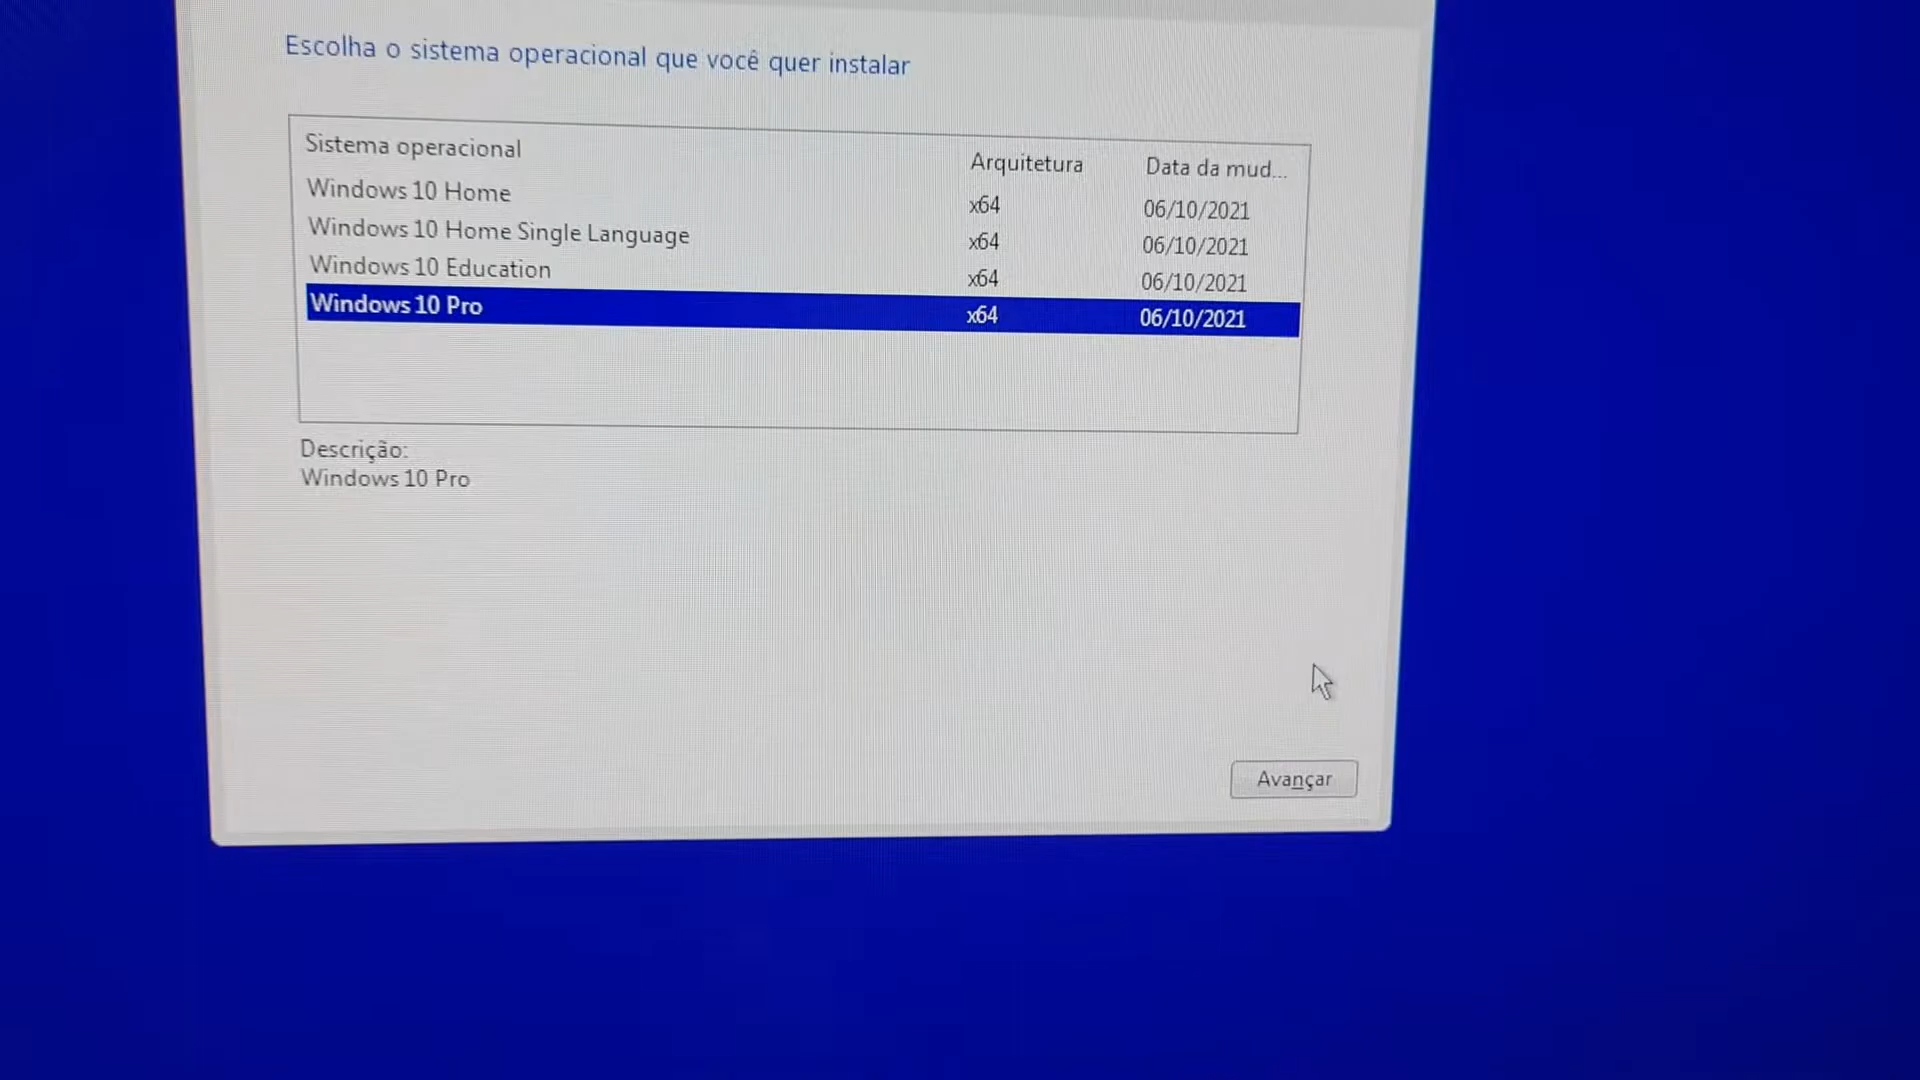 Escolha o sistema operacional que você quer instalar
Sistema operacional Arquitetura Data da mud...
Windows 10 Home x64 06/10/2021
Windows 10 Home Single Language x64 06/10/2021
Windows 10 Education x64 06/10/2021
Windows 10 Pro x64 06/10/2021
Descrição:
Windows 10 Pro
Avançar